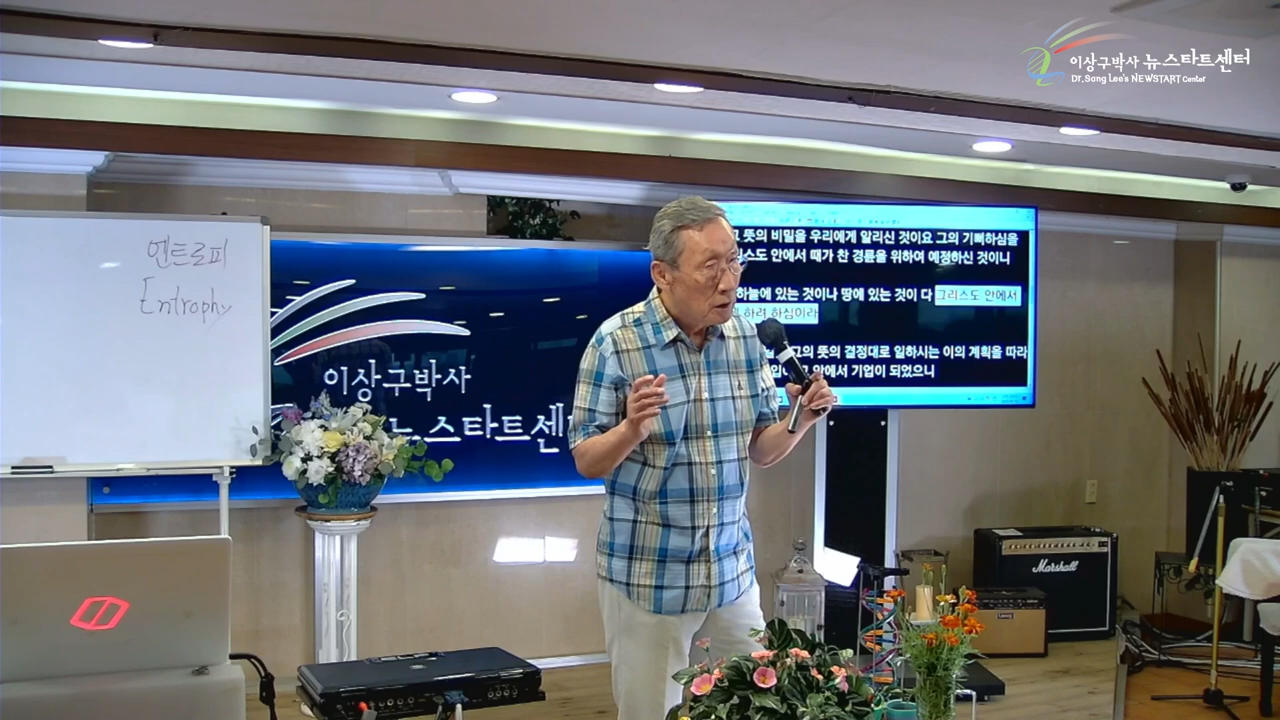 이상구박사 뉴스타트센터
Dr. Sang Lee's NEWSTART Center
엔트로피
Entrophy
이상구박사
뉴스타트센
뜻의 비밀을 우리에게 알리신 것이요 그의 기뻐하심을
안에서 때가 찬 경륜을 위하여 예정하신 것이니
하늘에 있는 것이나 땅에 있는 것이 다 그리스도 안에서
하려 하심이라
그의 뜻의 결정대로 일하시는 이의 계획을 따라
안에서 기업이 되었으니
Marshall